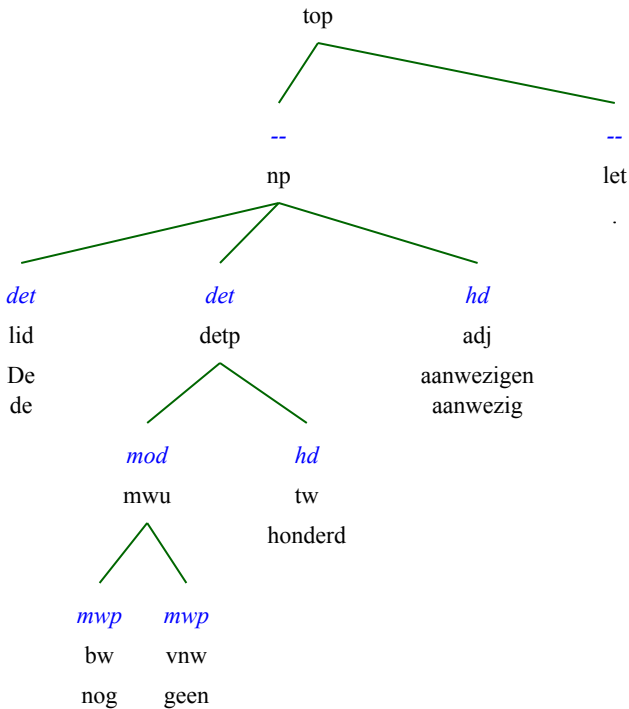 top
-- --
np let
.
det det hd
lid detp adj
De aanwezigen
de aanwezig
mod hd
mwu tw
honderd
mwp mwp
bw vnw
nog geen